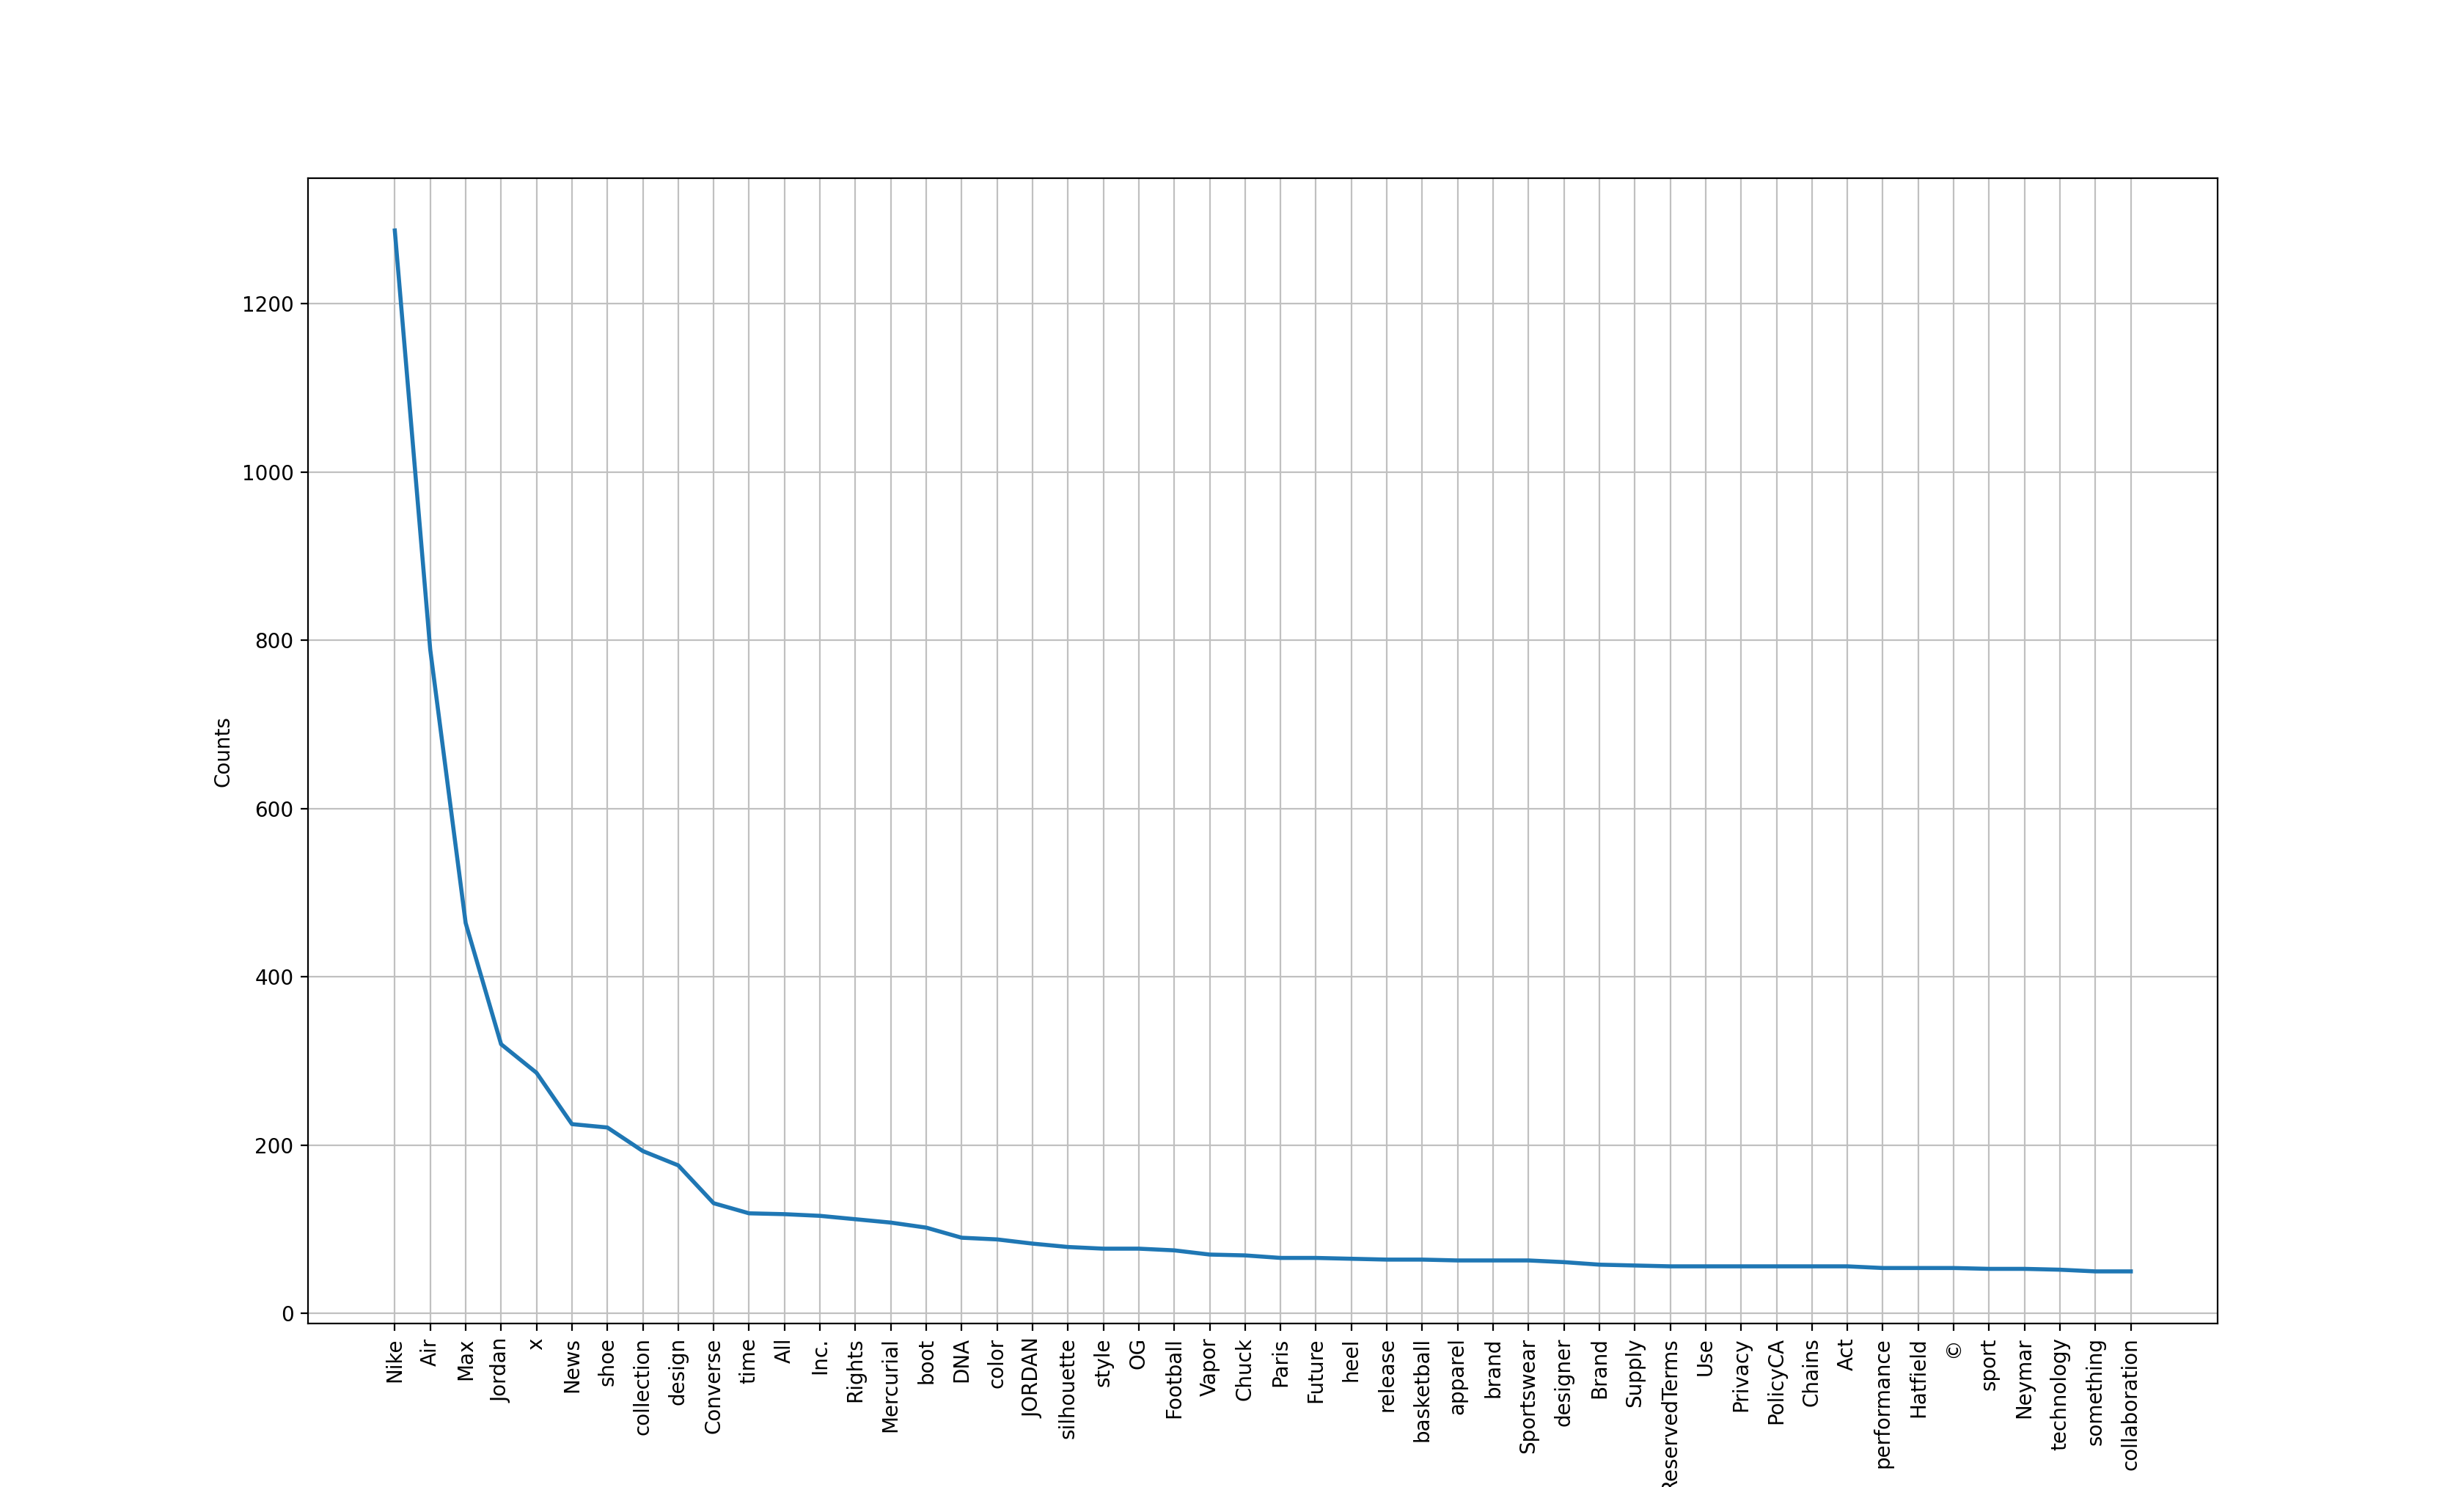 1200
1000
800
600
400
200
0
Counts
Nike
Air
Max
Jordan
x
News
shoe
collection
design
Converse
time
All
Inc.
Rights
Mercurial
boot
DNA
color
JORDAN
silhouette
style
OG
Football
Vapor
Chuck
Paris
Future
heel
release
basketball
apparel
brand
Sportswear
designer
Brand
Supply
ReservedTerms
Use
Privacy
PolicyCA
Chains
Act
performance
Hatfield
©
sport
Neymar
technology
something
collaboration